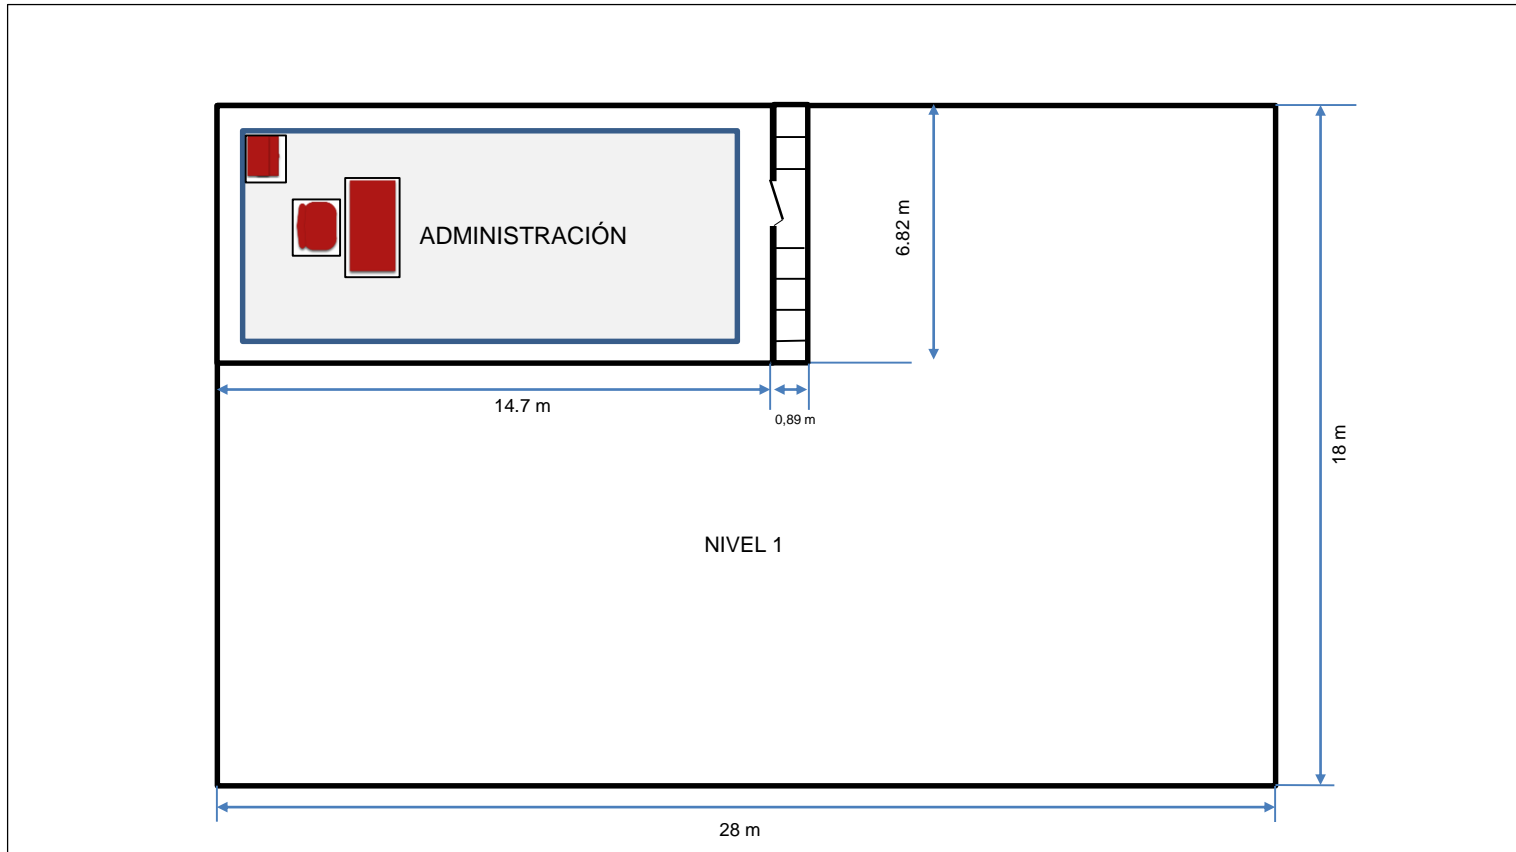 6.82 m
ADMINISTRACIÓN
14.7 m
0,89 m
18 m
NIVEL 1
28 m